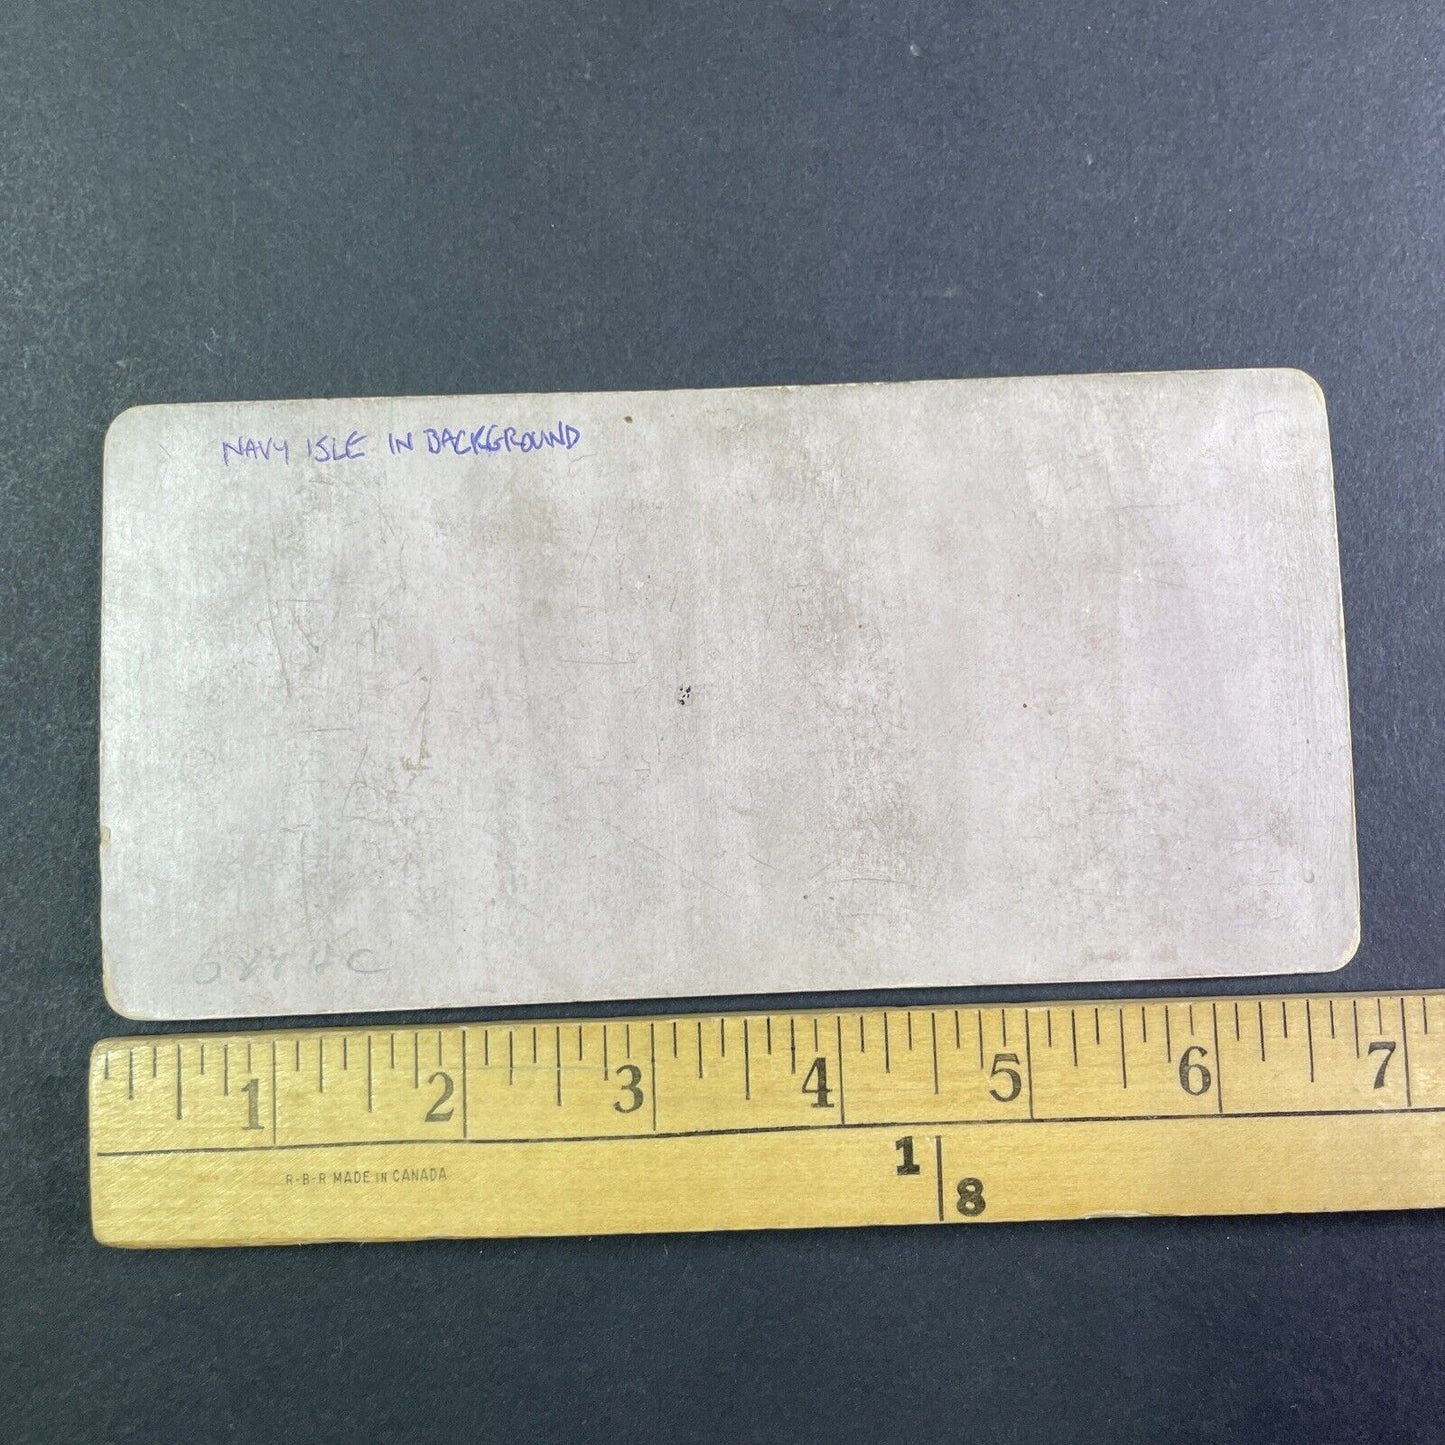 NAVY ISLE IN BACKGROUND
1 2 3 4 5 6 7
R-B-R MADE IN CANADA
1
8